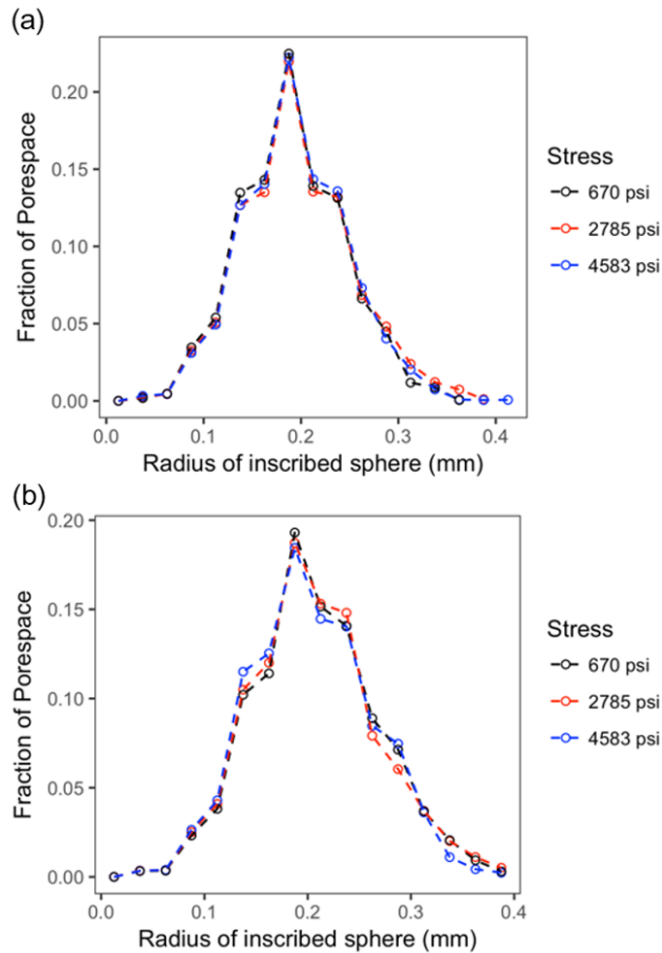 (a)
Fraction of Porespace
0.20
0.15
0.10
0.05
0.00
0.0 0.1 0.2 0.3 0.4
Radius of inscribed sphere (mm)
Stress
670 psi
2785 psi
4583 psi
(b)
Fraction of Porespace
0.20
0.15
0.10
0.05
0.00
0.0 0.1 0.2 0.3 0.4
Radius of inscribed sphere (mm)
Stress
670 psi
2785 psi
4583 psi